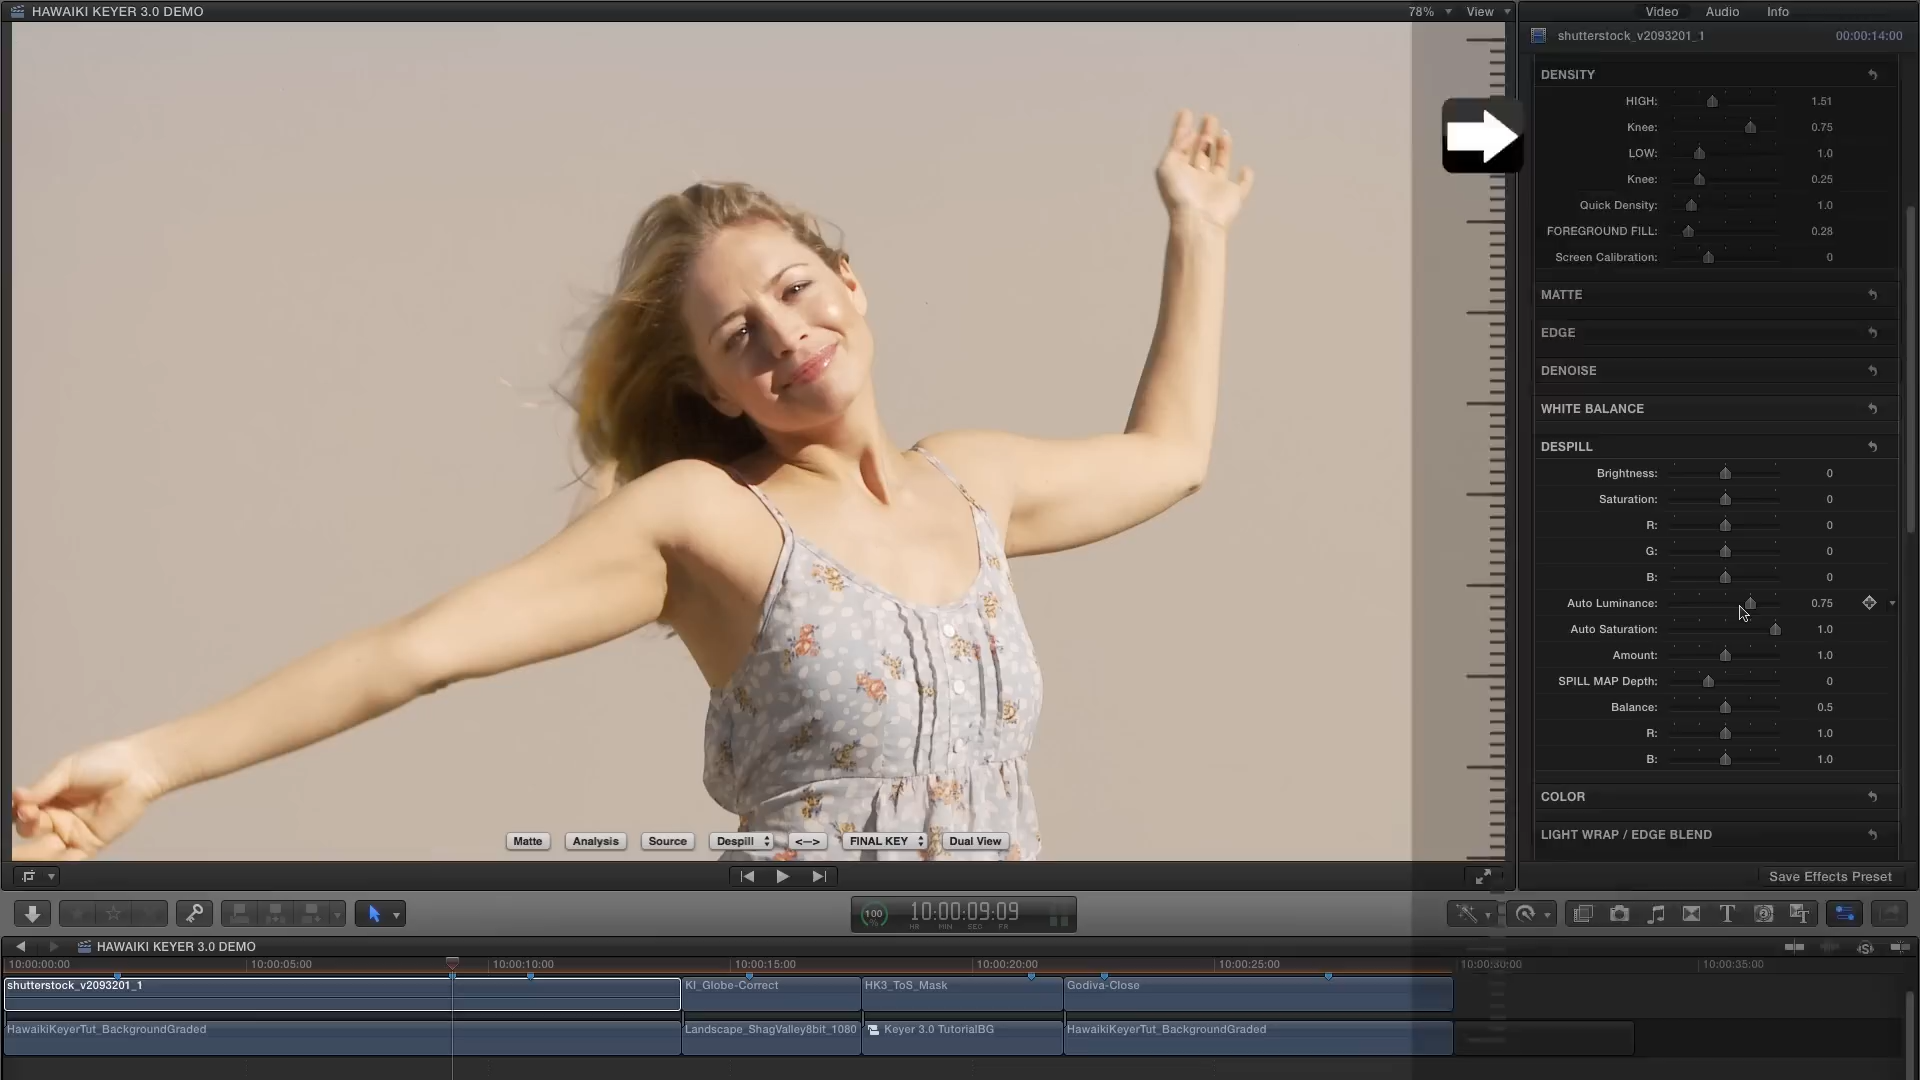 HAWAIKI KEYER 3.0 DEMO
78%
View
Video
Audio
Info
shutterstock_v2093201_1
00:00:14:00
DENSITY
HIGH: 1.51
Knee: 0.75
LOW: 1.0
Knee: 0.25
Quick Density: 1.0
FOREGROUND FILL: 0.28
Screen Calibration: 0
MATTE
EDGE
DENOISE
WHITE BALANCE
DESPILL
Brightness: 0
Saturation: 0
R: 0
G: 0
B: 0
Auto Luminance: 0.75
Auto Saturation: 1.0
Amount: 1.0
SPILL MAP Depth: 0
Balance: 0.5
R: 1.0
B: 1.0
COLOR
LIGHT WRAP / EDGE BLEND
Save Effects Preset
Matte
Analysis
Source
Despill
<-->
FINAL KEY
Dual View
100 %
10:00:09:09
HR MIN SEC FR
HAWAIKI KEYER 3.0 DEMO
10:00:00:00
10:00:05:00
10:00:10:00
10:00:15:00
10:00:20:00
10:00:25:00
10:00:30:00
10:00:35:00
shutterstock_v2093201_1
KI_Globe-Correct
HK3_ToS_Mask
Godiva-Close
HawaikiKeyerTut_BackgroundGraded
Landscape_ShagValley8bit_1080
Keyer 3.0 TutorialBG
HawaikiKeyerTut_BackgroundGraded